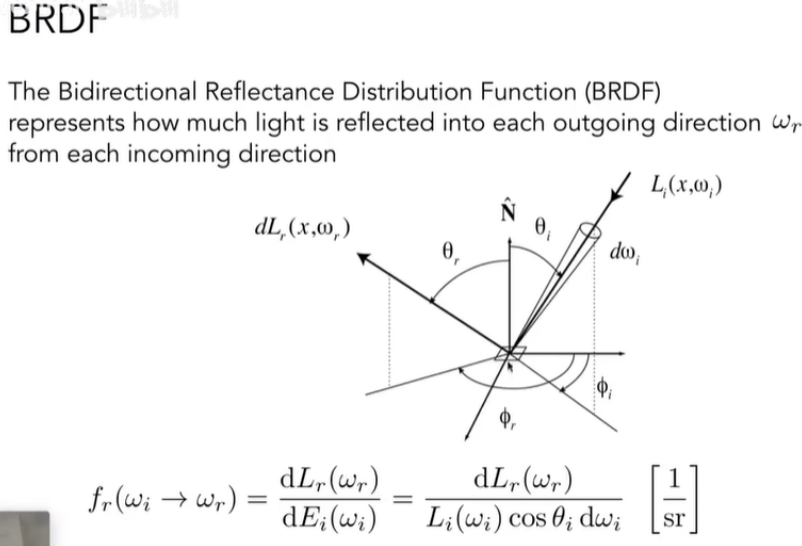 BRDF
The Bidirectional Reflectance Distribution Function (BRDF)
represents how much light is reflected into each outgoing direction ωr
from each incoming direction
Li(x,ωi)
N̂
θi
dLr(x,ωr)
θr
dωi
ϕi
ϕr
fr(ωi → ωr) = dLr(ωr) / dEi(ωi) = dLr(ωr) / Li(ωi) cos θi dωi [1/sr]